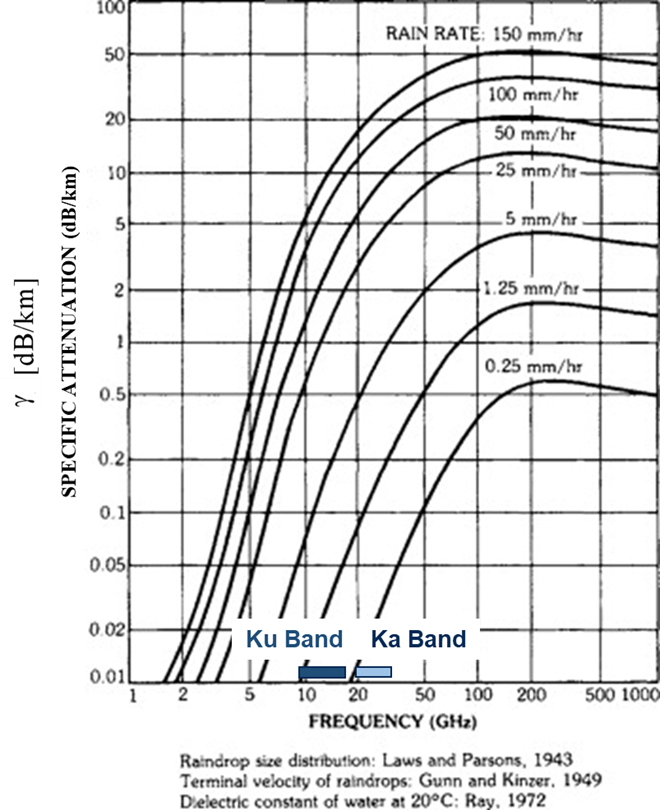 γ [dB/km]
SPECIFIC ATTENUATION (dB/km)
100
50
20
10
5
2
1
0.5
0.2
0.1
0.05
0.02
0.01
RAIN RATE: 150 mm/hr
100 mm/hr
50 mm/hr
25 mm/hr
5 mm/hr
1.25 mm/hr
0.25 mm/hr
Ku Band Ka Band
1 2 5 10 20 50 100 200 500 1000
FREQUENCY (GHz)
Raindrop size distribution: Laws and Parsons, 1943
Terminal velocity of raindrops: Gunn and Kinzer, 1949
Dielectric constant of water at 20°C: Ray, 1972